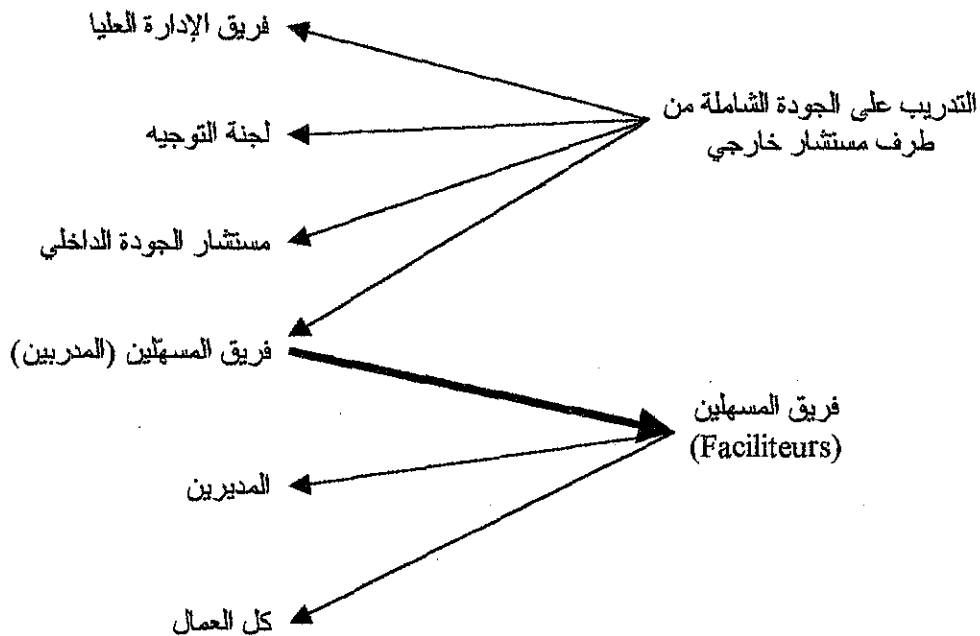 فريق الإدارة العليا
التدريب على الجودة الشاملة من
طرف مستشار خارجي
لجنة التوجيه
مستشار الجودة الداخلي
فريق المسهّلين (المدربين)
فريق المسهلين
(Faciliteurs)
المديرين
كل العمال